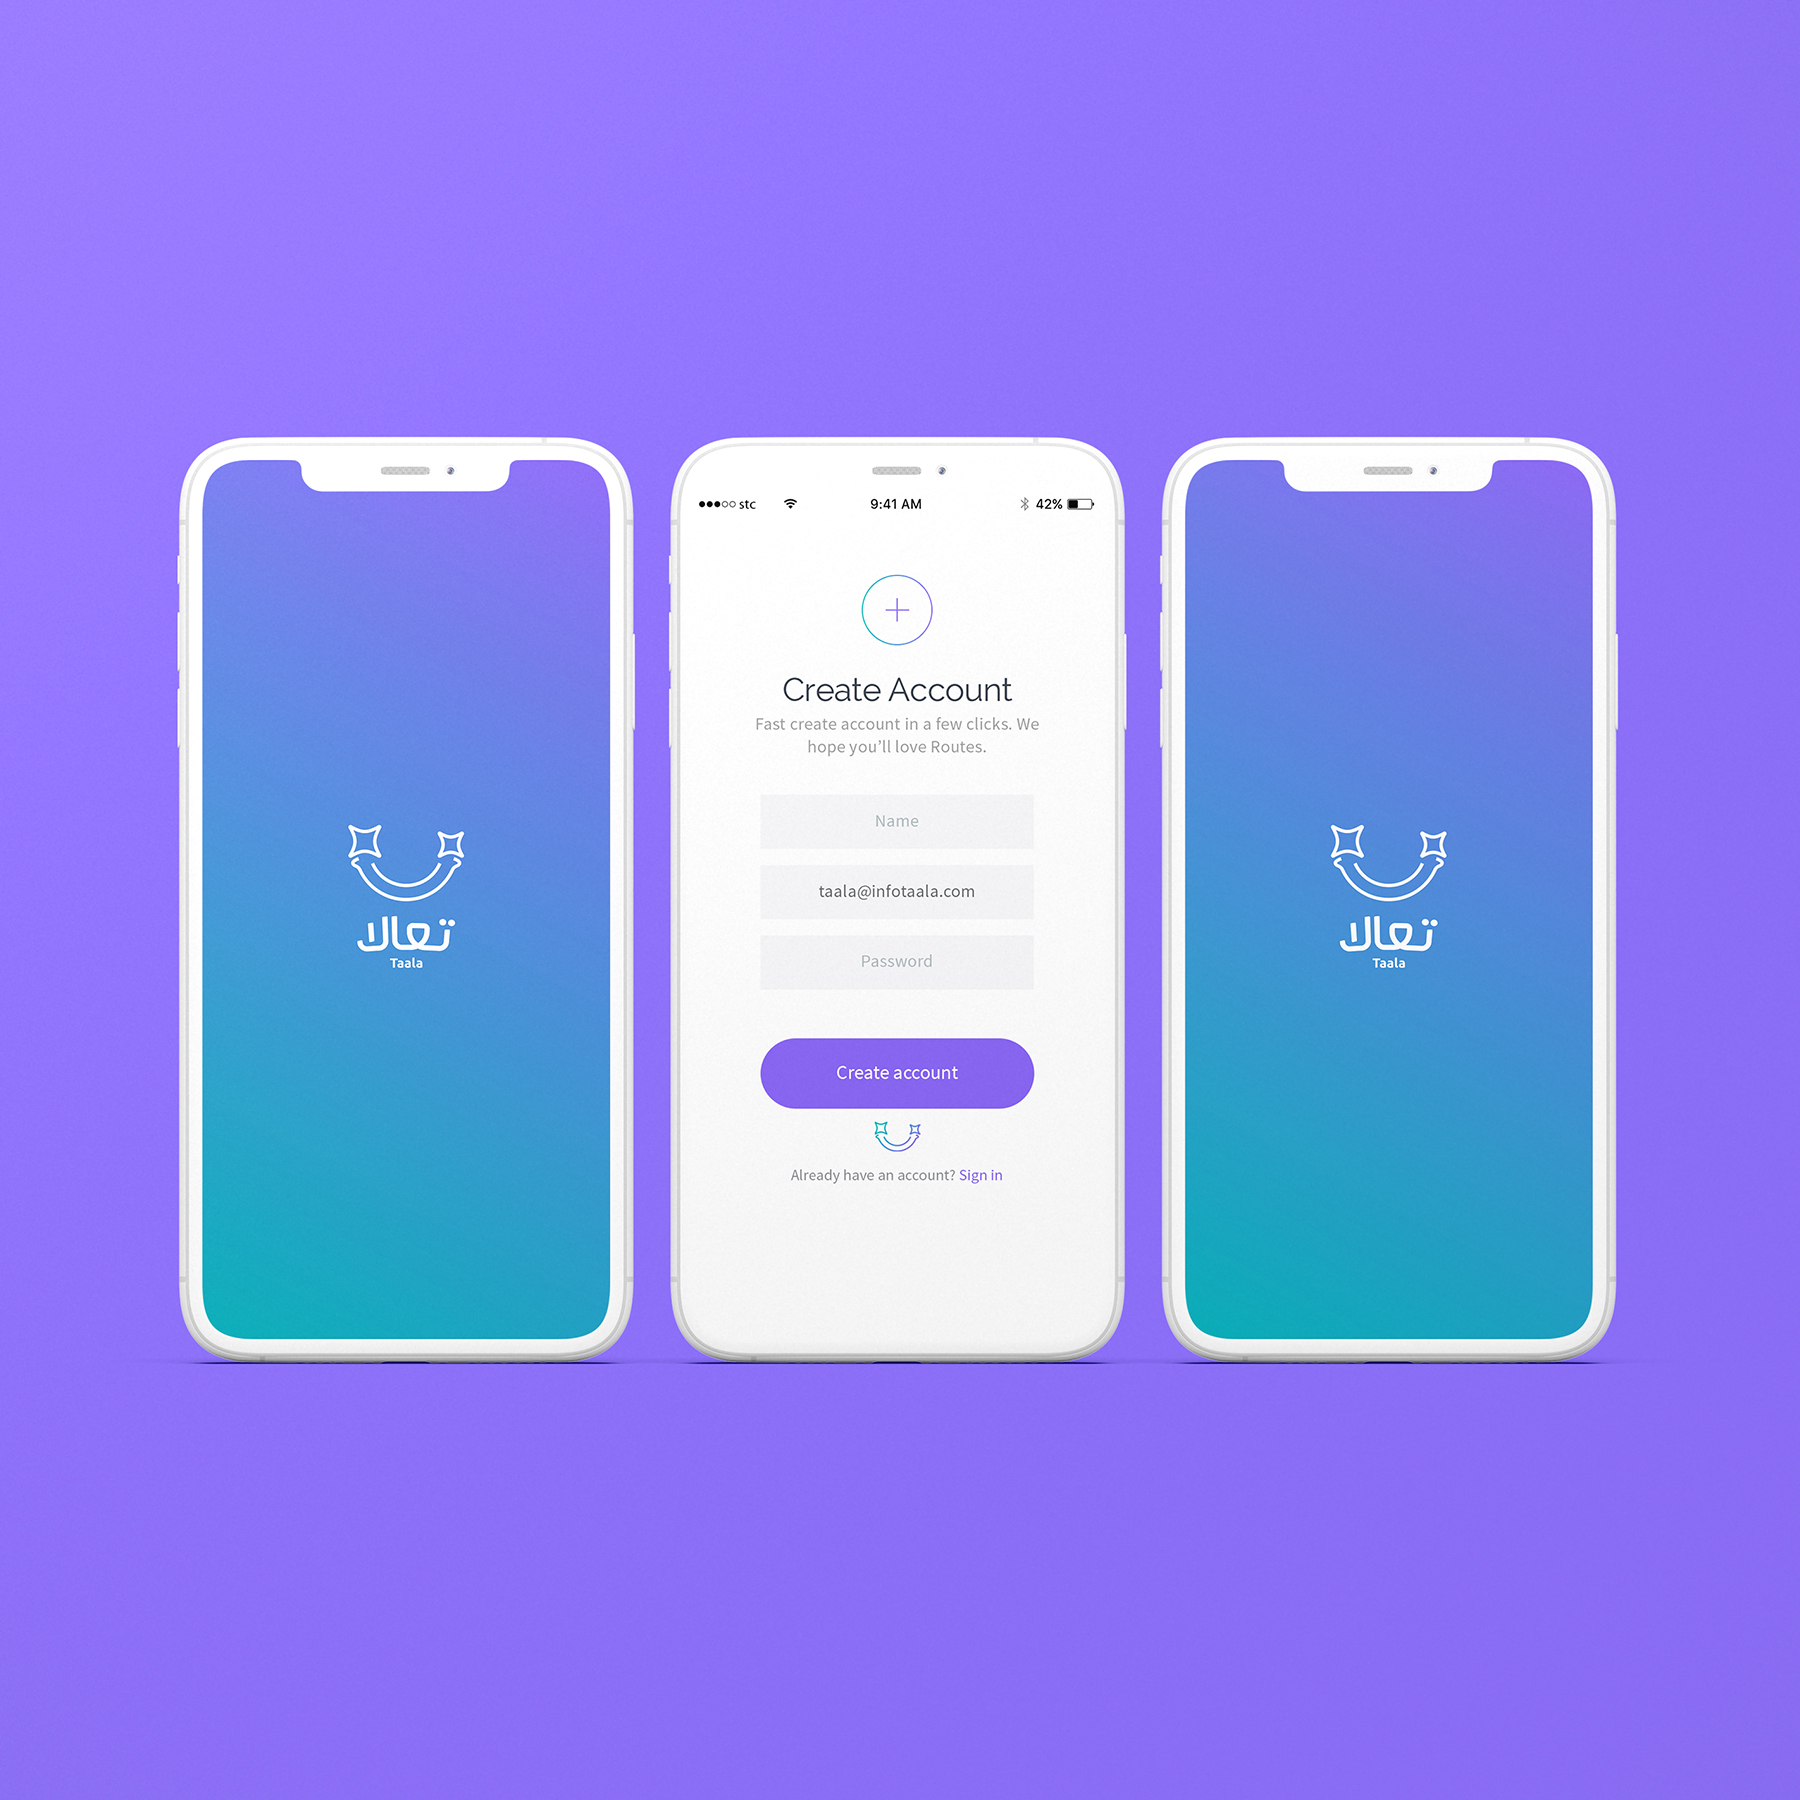 تعالا
Taala
stc
9:41 AM
42%
Create Account
Fast create account in a few clicks. We
hope you'll love Routes.
Name
taala@infotaala.com
Password
Create account
Already have an account? Sign in
تعالا
Taala